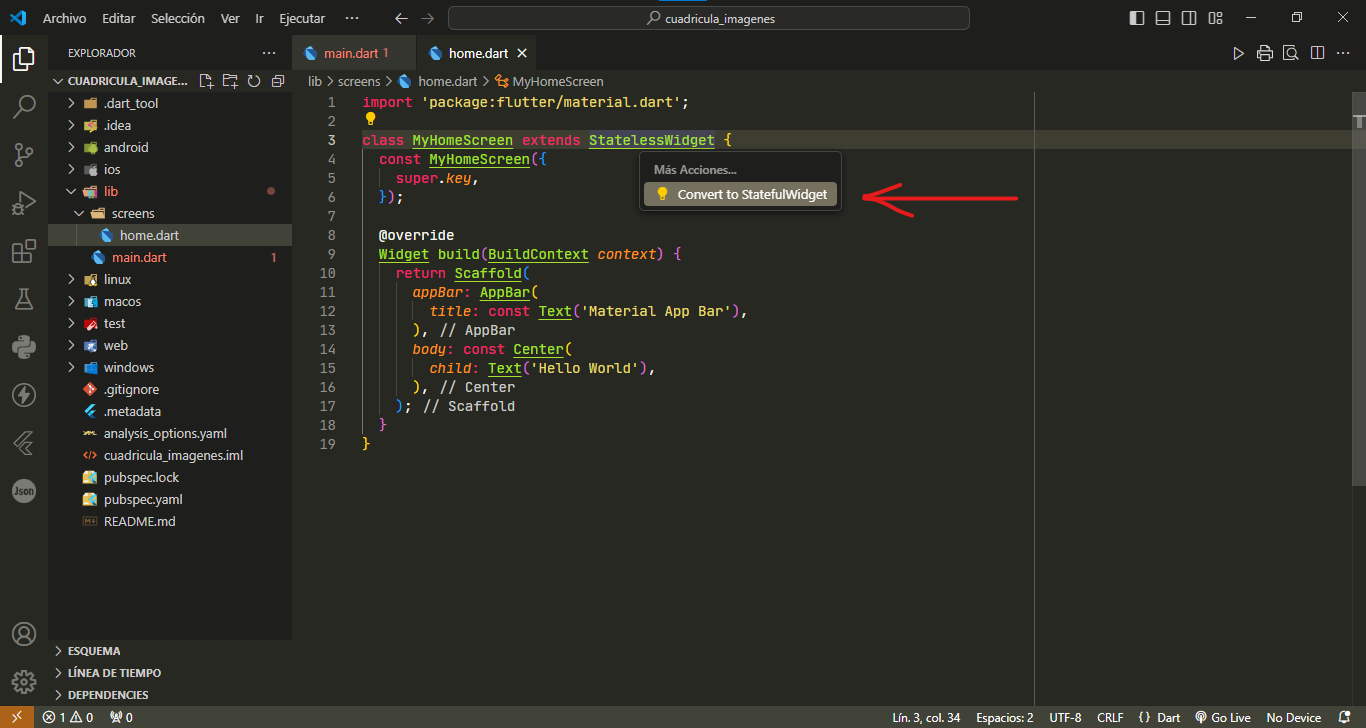 Archivo Editar Selección Ver Ir Ejecutar ··· cuadricula_imagenes
EXPLORADOR ···
CUADRICULA_IMAGE...
.dart_tool
.idea
android
ios
lib
screens
home.dart
main.dart 1
linux
macos
test
web
windows
.gitignore
.metadata
analysis_options.yaml
cuadricula_imagenes.iml
pubspec.lock
pubspec.yaml
README.md
ESQUEMA
LÍNEA DE TIEMPO
DEPENDENCIES
Json
main.dart 1 home.dart
lib > screens > home.dart > MyHomeScreen
1 import 'package:flutter/material.dart';
2
3 class MyHomeScreen extends StatelessWidget {
4 const MyHomeScreen({
5 super.key,
6 });
7
8 @override
9 Widget build(BuildContext context) {
10 return Scaffold(
11 appBar: AppBar(
12 title: const Text('Material App Bar'),
13 ), // AppBar
14 body: const Center(
15 child: Text('Hello World'),
16 ), // Center
17 ); // Scaffold
18 }
19 }
Más Acciones...
Convert to StatefulWidget
1 0 0 Lín. 3, col. 34 Espacios: 2 UTF-8 CRLF {} Dart Go Live No Device